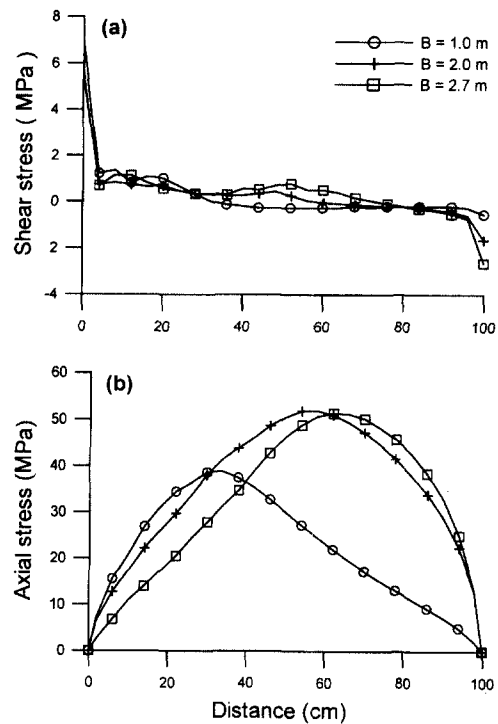 (a)
B = 1.0 m
B = 2.0 m
B = 2.7 m
Shear stress ( MPa)
8
6
4
2
0
2
-4
0 20 40 60 80 100
(b)
Axial stress (MPa)
60
50
40
30
20
10
0
0 20 40 60 80 100
Distance (cm)